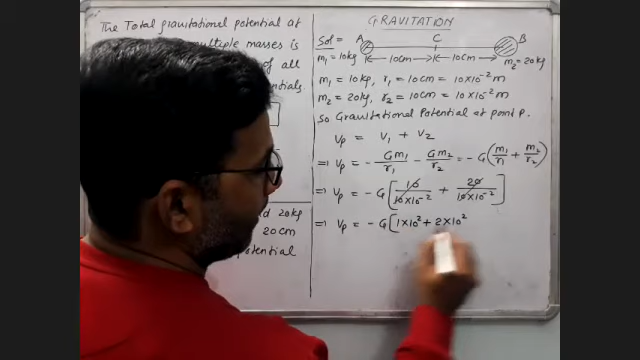 GRAVITATION
The Total gravitational potential at
multiple masses is
of all
potentials.
d 20kg
20 cm
potential
Sol= A C B
m₁ = 10kg 10cm 10cm m₂ = 20kg
m₁ = 10kg, r₁ = 10cm = 10×10⁻²m
m₂ = 20kg, r₂ = 10cm = 10×10⁻²m
So Gravitational Potential at point P.
Vp = V₁ + V₂
⇒ Vp = - Gm₁/r₁ - Gm₂/r₂ = - G(m₁/r₁ + m₂/r₂)
⇒ Vp = - G[10/10×10⁻² + 20/10×10⁻²]
⇒ Vp = - G[1×10² + 2×10²